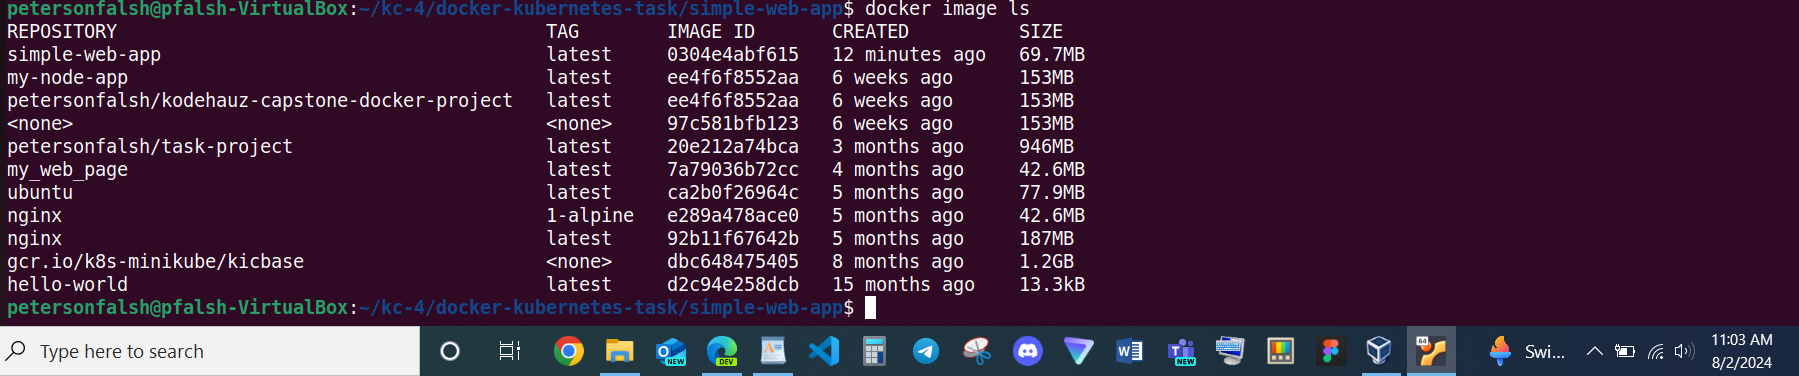 petersonfalsh@pfalsh-VirtualBox:~/kc-4/docker-kubernetes-task/simple-web-app$ docker image ls
REPOSITORY TAG IMAGE ID CREATED SIZE
simple-web-app latest 0304e4abf615 12 minutes ago 69.7MB
my-node-app latest ee4f6f8552aa 6 weeks ago 153MB
petersonfalsh/kodehauz-capstone-docker-project latest ee4f6f8552aa 6 weeks ago 153MB
<none> <none> 97c581bfb123 6 weeks ago 153MB
petersonfalsh/task-project latest 20e212a74bca 3 months ago 946MB
my_web_page latest 7a79036b72cc 4 months ago 42.6MB
ubuntu latest ca2b0f26964c 5 months ago 77.9MB
nginx 1-alpine e289a478ace0 5 months ago 42.6MB
nginx latest 92b11f67642b 5 months ago 187MB
gcr.io/k8s-minikube/kicbase <none> dbc648475405 8 months ago 1.2GB
hello-world latest d2c94e258dcb 15 months ago 13.3kB
petersonfalsh@pfalsh-VirtualBox:~/kc-4/docker-kubernetes-task/simple-web-app$
Type here to search
NEW
DEV
NEW
64
Swi...
11:03 AM
8/2/2024